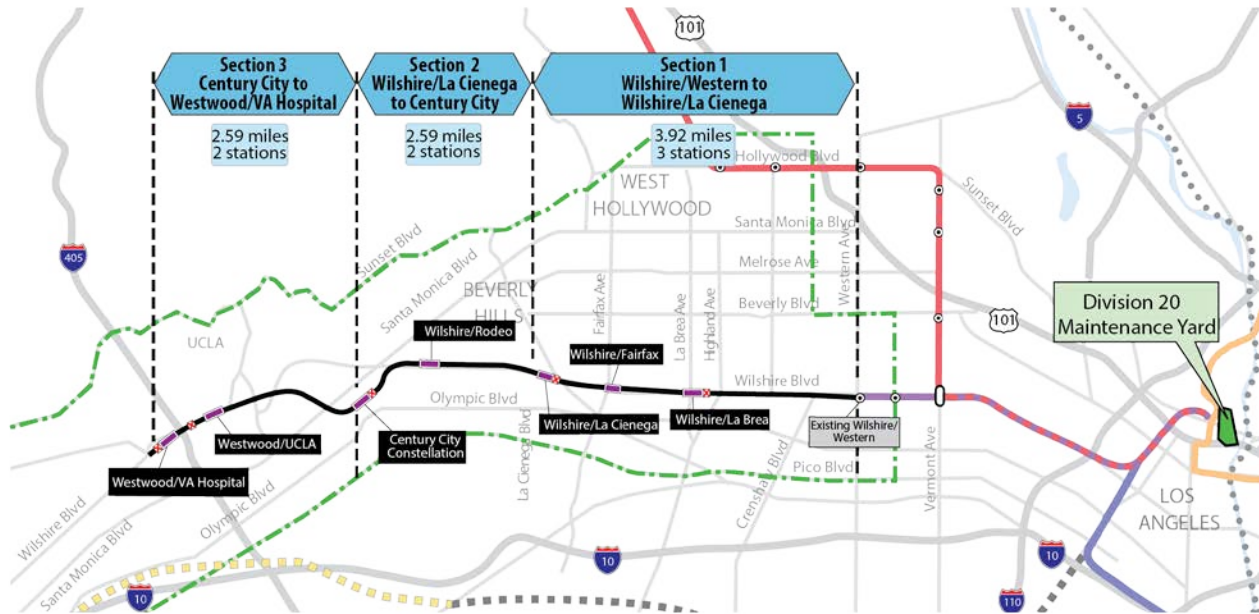 Section 3
Century City to
Westwood/VA Hospital
2.59 miles
2 stations
Section 2
Wilshire/La Cienega
to Century City
2.59 miles
2 stations
Section 1
Wilshire/Western to
Wilshire/La Cienega
3.92 miles
3 stations
101
5
405
Hollywood Blvd
WEST
HOLLYWOOD
Sunset Blvd
Santa Monica Blvd
Melrose Ave
Beverly Blvd
Western Ave
Sunset Blvd
Santa Monica Blvd
BEVERLY
HILLS
UCLA
Fairfax Ave
La Brea Ave
Highland Ave
101
Division 20
Maintenance Yard
Wilshire/Rodeo
Wilshire/Fairfax
Wilshire Blvd
Olympic Blvd
Westwood/UCLA
Century City
Constellation
Wilshire/La Cienega
Wilshire/La Brea
Existing Wilshire/
Western
Westwood/VA Hospital
La Cienega Blvd
Crenshaw Blvd
Pico Blvd
Vermont Ave
LOS
ANGELES
Wilshire Blvd
Santa Monica Blvd
Olympic Blvd
10
10
10
110